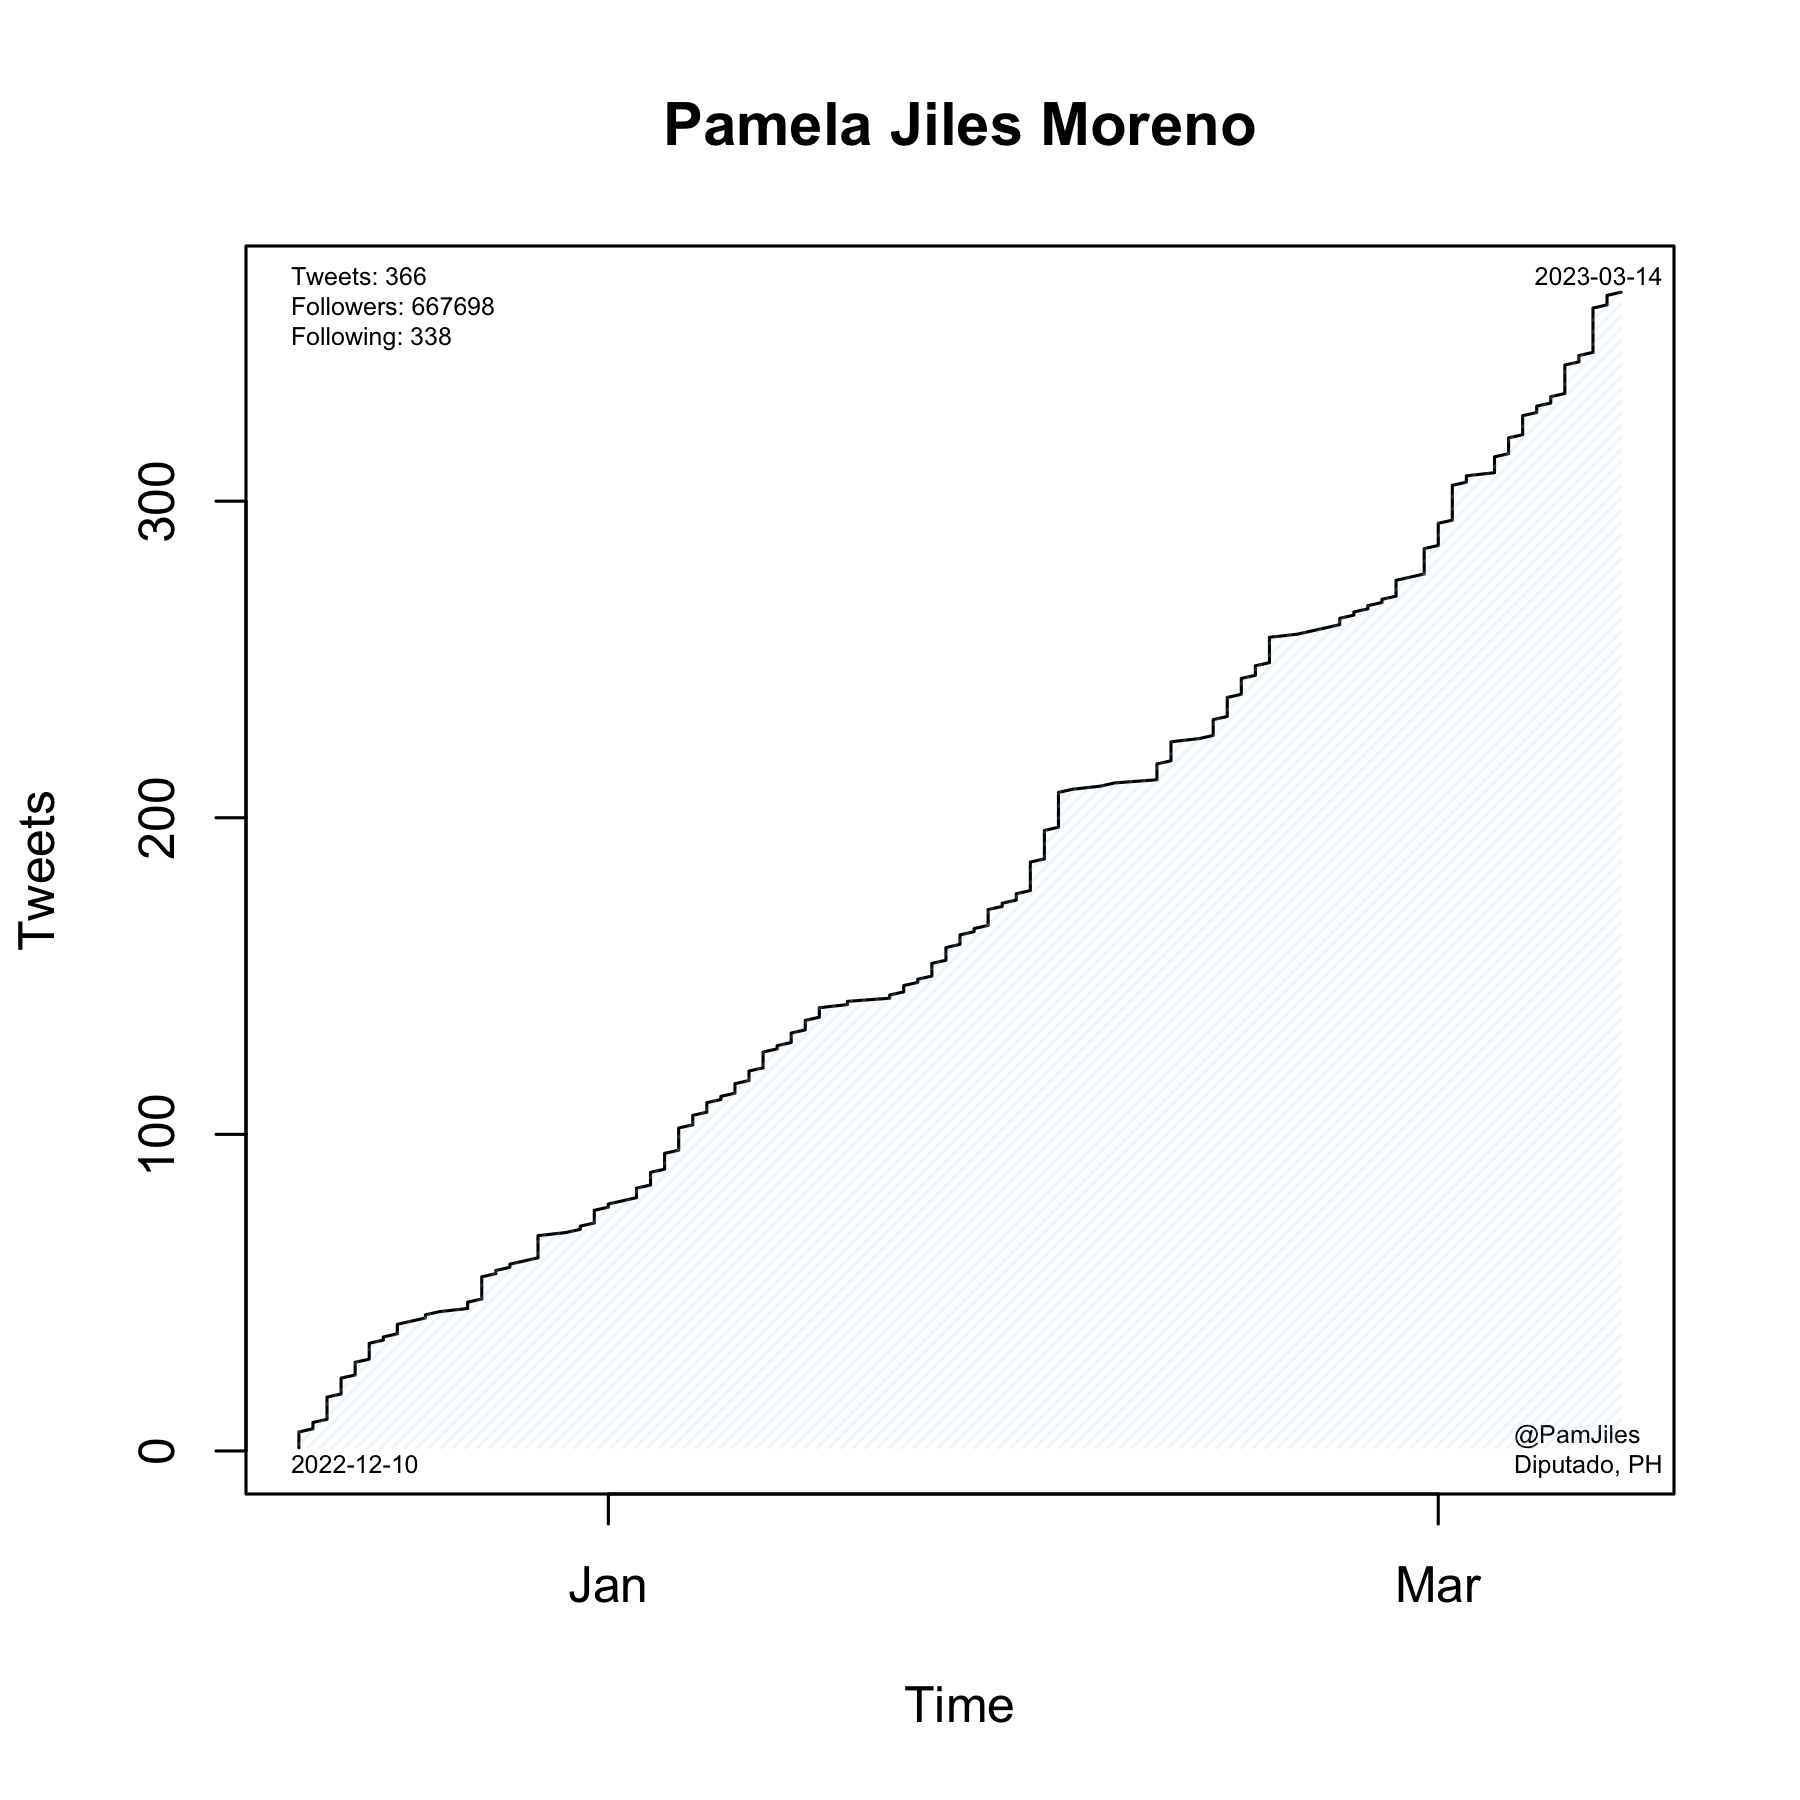 Pamela Jiles Moreno
Tweets: 366
Followers: 667698
Following: 338
2023-03-14
Tweets
300
200
100
0
2022-12-10
@PamJiles
Diputado, PH
Jan
Mar
Time